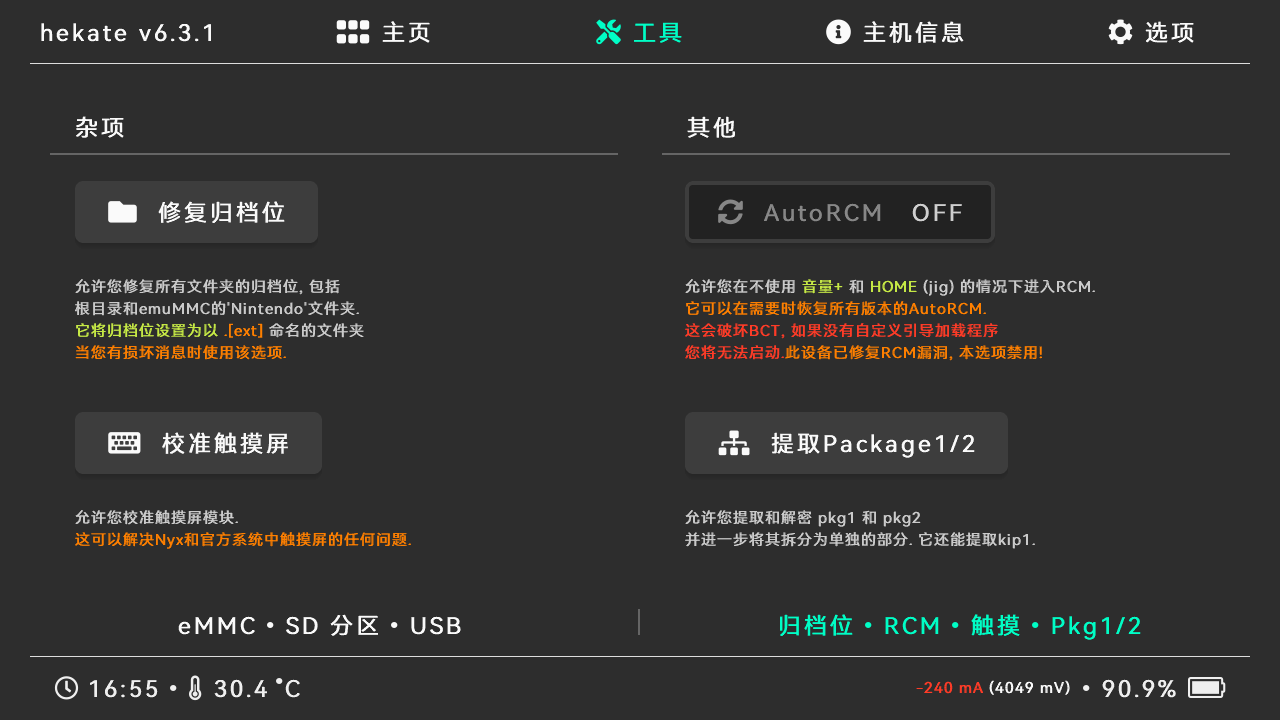 hekate v6.3.1 主页 工具 主机信息 选项
杂项
修复归档位
允许您修复所有文件夹的归档位, 包括
根目录和emuMMC的'Nintendo'文件夹.
它将归档位设置为以 .[ext] 命名的文件夹
当您有损坏消息时使用该选项.
校准触摸屏
允许您校准触摸屏模块.
这可以解决Nyx和官方系统中触摸屏的任何问题.
其他
AutoRCM OFF
允许您在不使用 音量+ 和 HOME (jig) 的情况下进入RCM.
它可以在需要时恢复所有版本的AutoRCM.
这会破坏BCT, 如果没有自定义引导加载程序
您将无法启动.此设备已修复RCM漏洞, 本选项禁用!
提取Package1/2
允许您提取和解密 pkg1 和 pkg2
并进一步将其拆分为单独的部分. 它还能提取kip1.
eMMC • SD 分区 • USB
归档位 • RCM • 触摸 • Pkg1/2
16:55 • 30.4 °C
-240 mA (4049 mV) • 90.9%